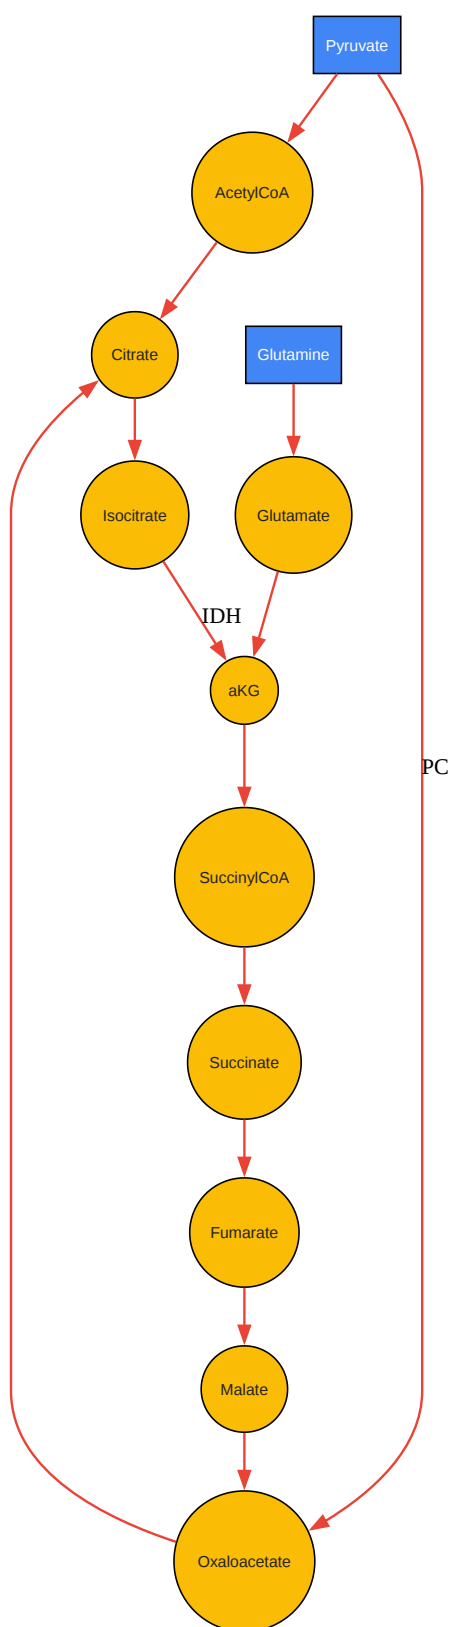 Pyruvate
AcetylCoA
Citrate
Glutamine
Isocitrate
Glutamate
IDH
aKG
PC
SuccinylCoA
Succinate
Fumarate
Malate
Oxaloacetate